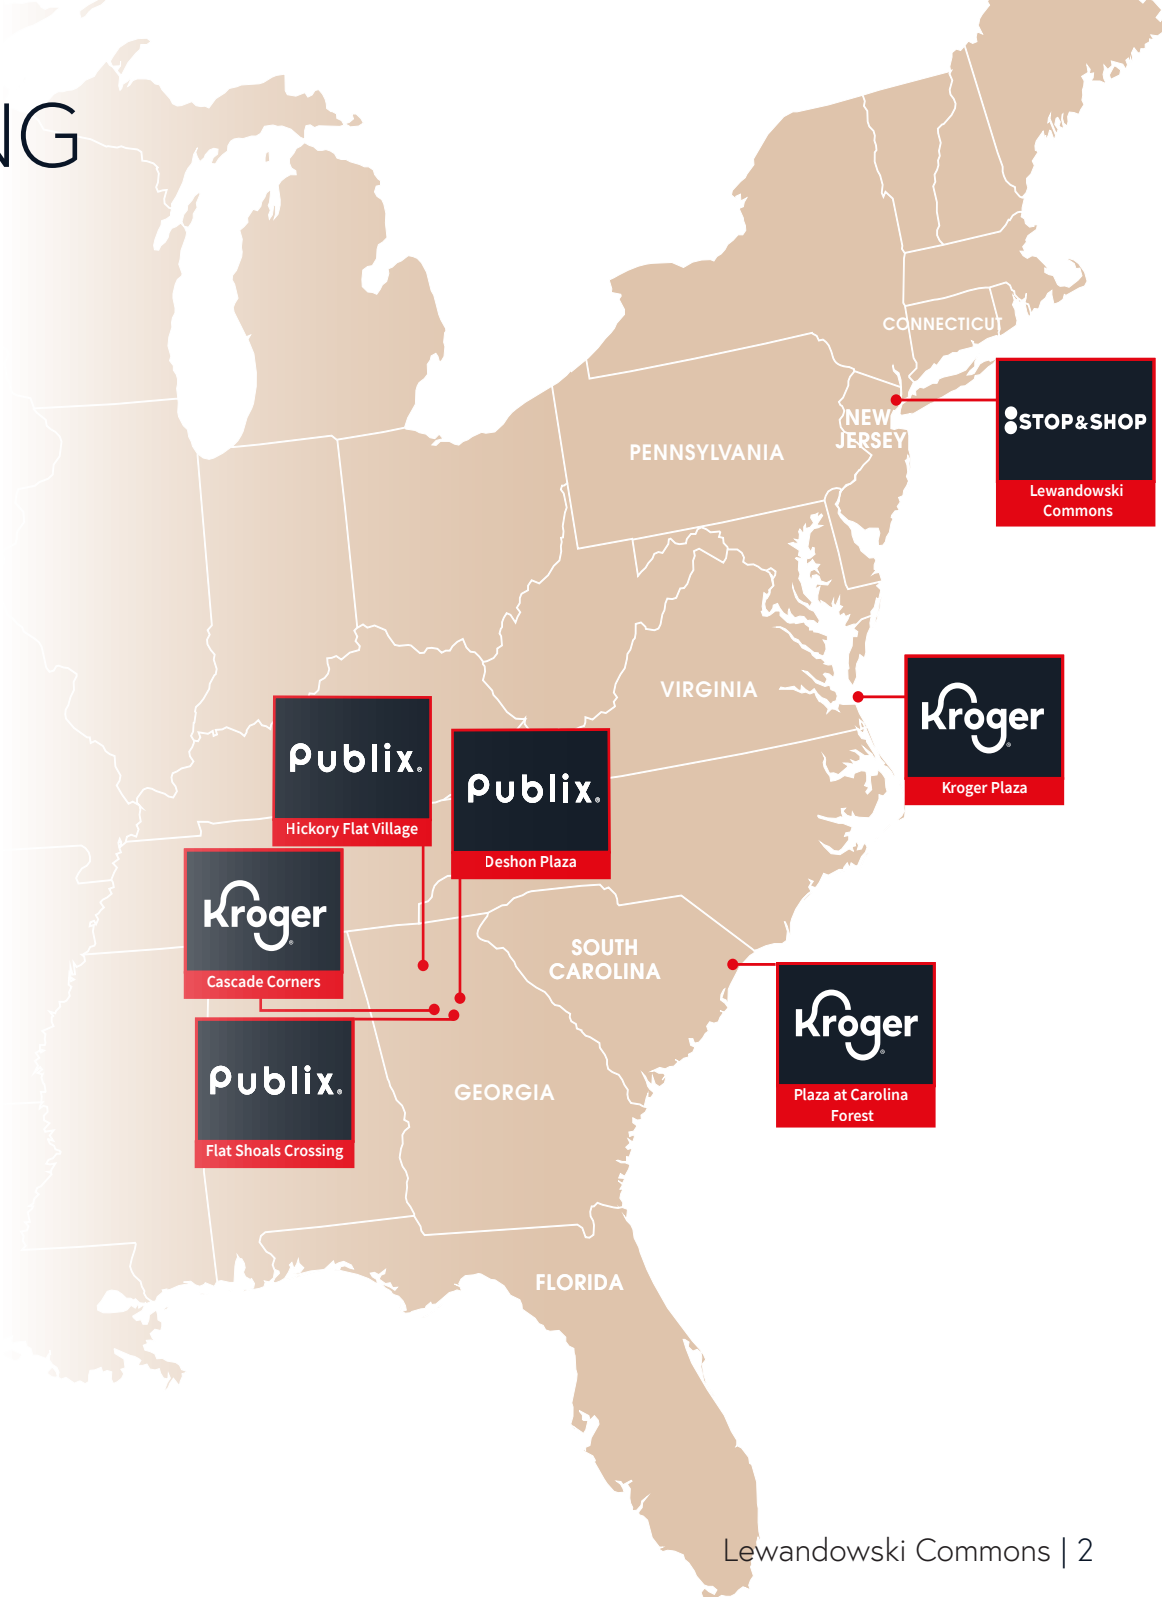 NG
CONNECTICUT
NEW
JERSEY
PENNSYLVANIA
STOP&SHOP
Lewandowski
Commons
VIRGINIA
Kroger
Kroger Plaza
Publix
Hickory Flat Village
Publix
Deshon Plaza
Kroger
Cascade Corners
SOUTH
CAROLINA
Kroger
Plaza at Carolina
Forest
Publix
Flat Shoals Crossing
GEORGIA
FLORIDA
Lewandowski Commons | 2